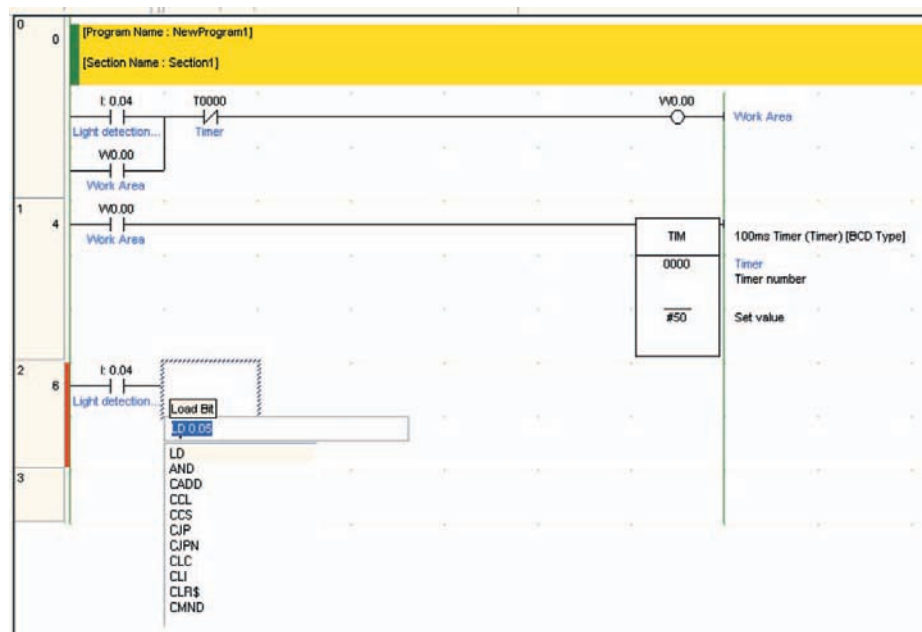 0
0
[Program Name : NewProgram1]
[Section Name : Section1]
I: 0.04 T0000 W0.00
Light detection... Timer Work Area
W0.00
Work Area
1
4
W0.00
Work Area
TIM 100ms Timer (Timer) [BCD Type]
0000 Timer
Timer number
#50 Set value
2
6
I: 0.04
Light detection...
Load Bit
LD 0.05
LD
AND
CADD
CCL
CCS
CJP
CJPN
CLC
CLI
CLR$
CMND
3